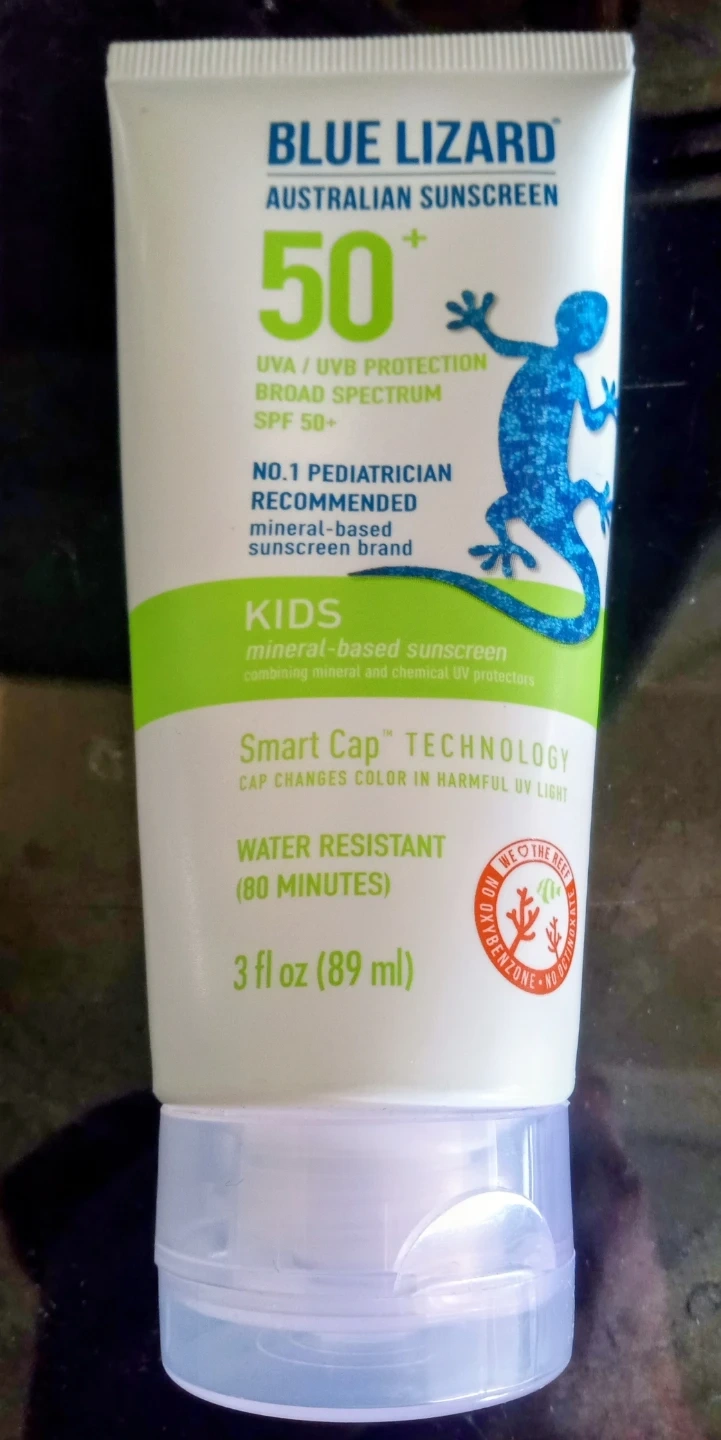 BLUE LIZARD®
AUSTRALIAN SUNSCREEN
50+
UVA / UVB PROTECTION
BROAD SPECTRUM
SPF 50+
NO.1 PEDIATRICIAN
RECOMMENDED
mineral-based
sunscreen brand
KIDS
mineral-based sunscreen
combining mineral and chemical UV protectors
Smart Cap™ TECHNOLOGY
CAP CHANGES COLOR IN HARMFUL UV LIGHT
WATER RESISTANT
(80 MINUTES)
WE ♡ THE REEF
NO OXYBENZONE • NO OCTINOXATE
3 fl oz (89 ml)